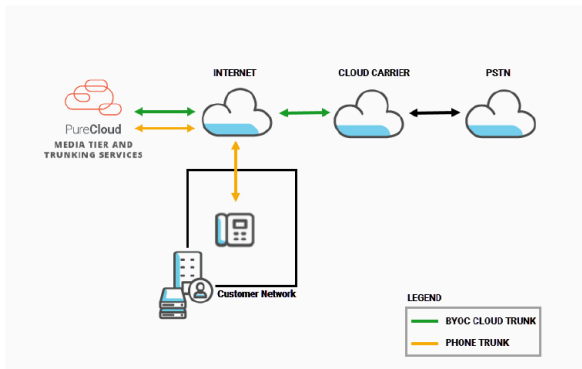 INTERNET
CLOUD CARRIER
PSTN
PureCloud
MEDIA TIER AND
TRUNKING SERVICES
Customer Network
LEGEND
BYOC CLOUD TRUNK
PHONE TRUNK